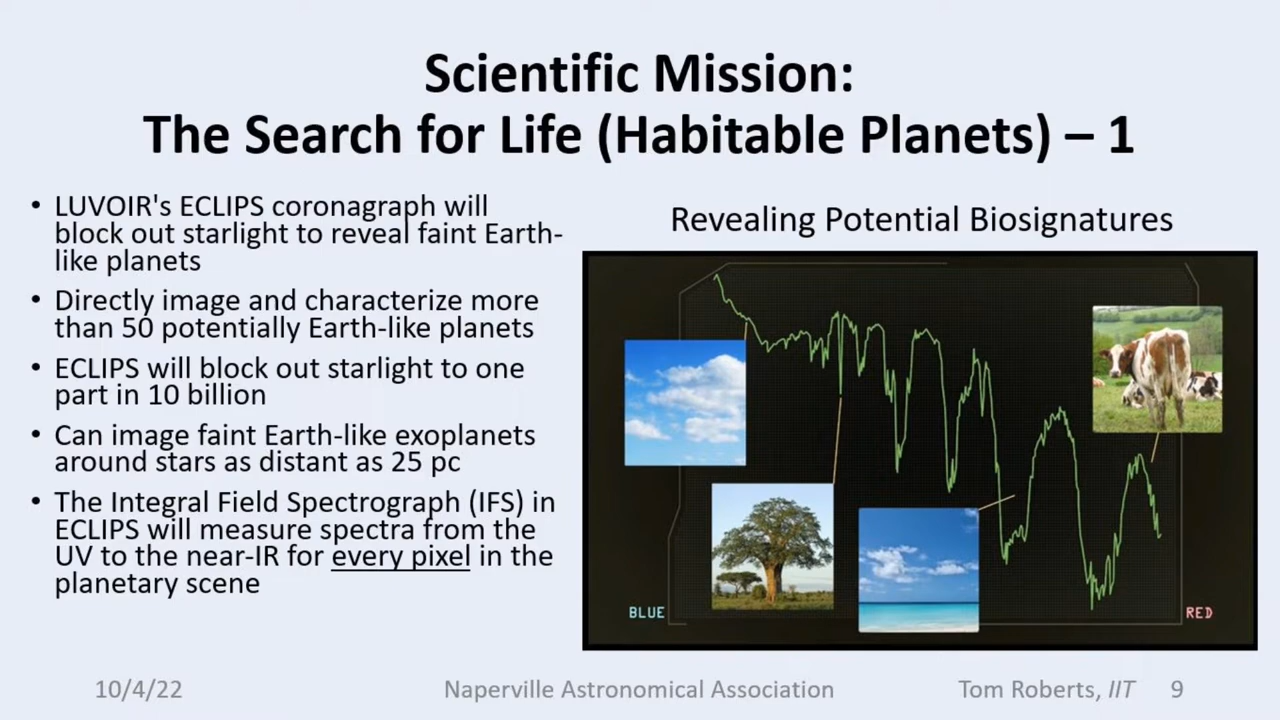 Scientific Mission:
The Search for Life (Habitable Planets) – 1
• LUVOIR's ECLIPS coronagraph will
block out starlight to reveal faint Earth-
like planets
• Directly image and characterize more
than 50 potentially Earth-like planets
• ECLIPS will block out starlight to one
part in 10 billion
• Can image faint Earth-like exoplanets
around stars as distant as 25 pc
• The Integral Field Spectrograph (IFS) in
ECLIPS will measure spectra from the
UV to the near-IR for every pixel in the
planetary scene
Revealing Potential Biosignatures
BLUE
RED
10/4/22
Naperville Astronomical Association
Tom Roberts, IIT
9